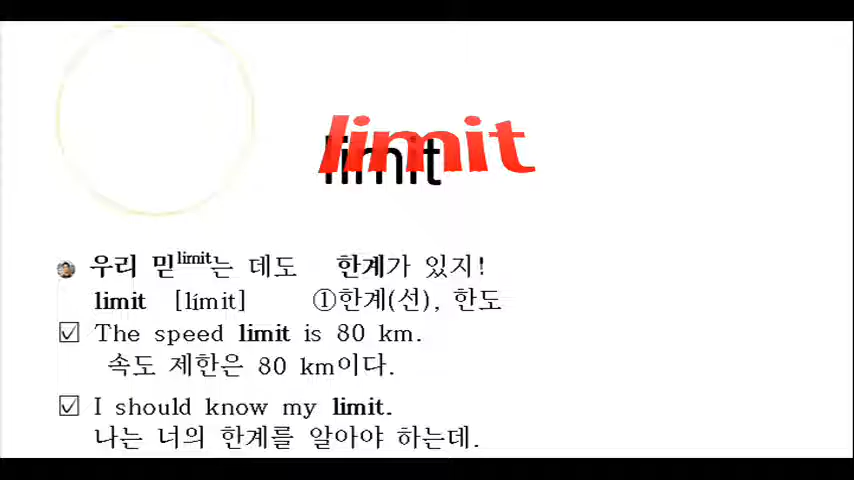 limit
limit
우리 믿limit는 데도 한계가 있지!
limit [límit] ①한계(선), 한도
☑ The speed limit is 80 km.
속도 제한은 80 km이다.
☑ I should know my limit.
나는 너의 한계를 알아야 하는데.